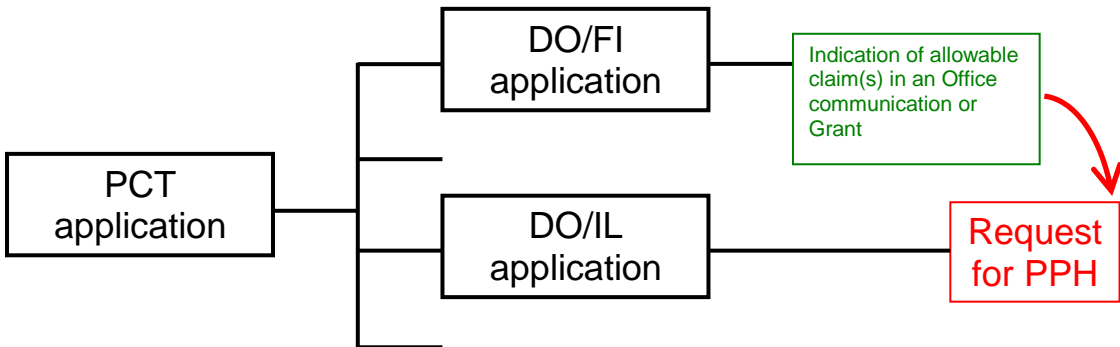 DO/FI
application
Indication of allowable
claim(s) in an Office
communication or
Grant
PCT
application
DO/IL
application
Request
for PPH